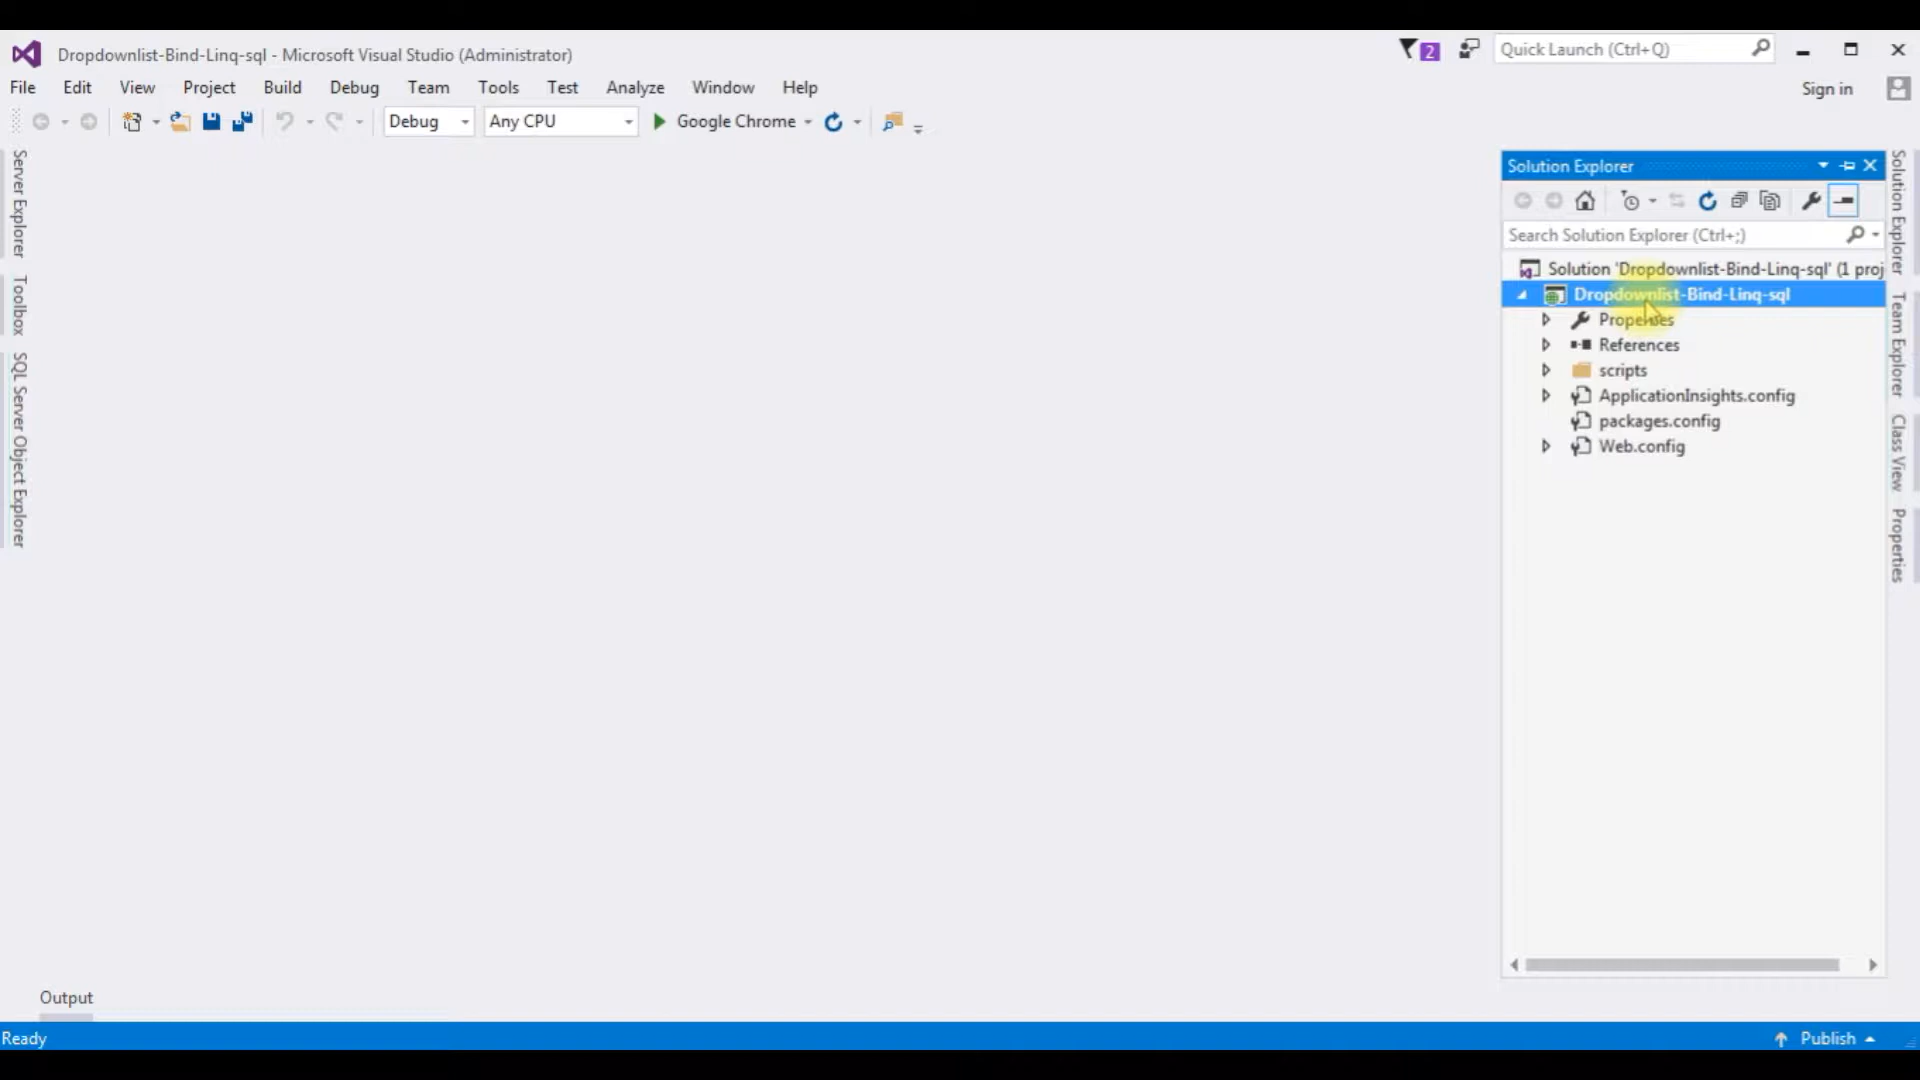 Dropdownlist-Bind-Linq-sql - Microsoft Visual Studio (Administrator)
2
Quick Launch (Ctrl+Q)
File Edit View Project Build Debug Team Tools Test Analyze Window Help
Sign in
Debug Any CPU Google Chrome
Server Explorer
Toolbox
SQL Server Object Explorer
Solution Explorer
Search Solution Explorer (Ctrl+;)
Solution 'Dropdownlist-Bind-Linq-sql' (1 proj
Dropdownlist-Bind-Linq-sql
Properties
References
scripts
ApplicationInsights.config
packages.config
Web.config
Solution Explorer
Team Explorer
Class View
Properties
Output
Ready
Publish